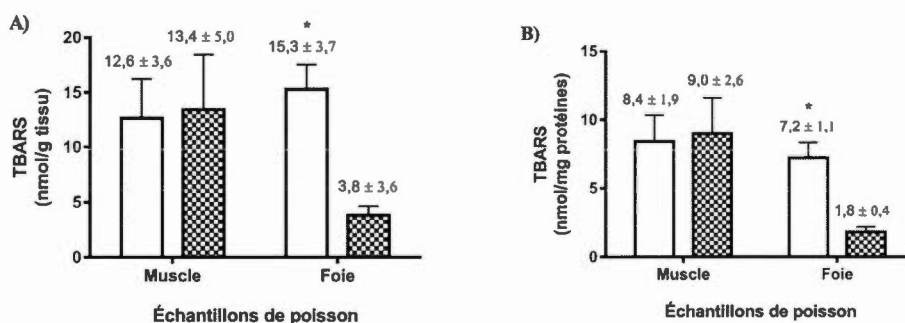 A)
TBARS
(nmol/g tissu)
20
15
10
5
0
12,6 ± 3,6
13,4 ± 5,0
*
15,3 ± 3,7
3,8 ± 3,6
Muscle
Foie
Échantillons de poisson
B)
TBARS
(nmol/mg protéines)
15
10
5
0
8,4 ± 1,9
9,0 ± 2,6
*
7,2 ± 1,1
1,8 ± 0,4
Muscle
Foie
Échantillons de poisson